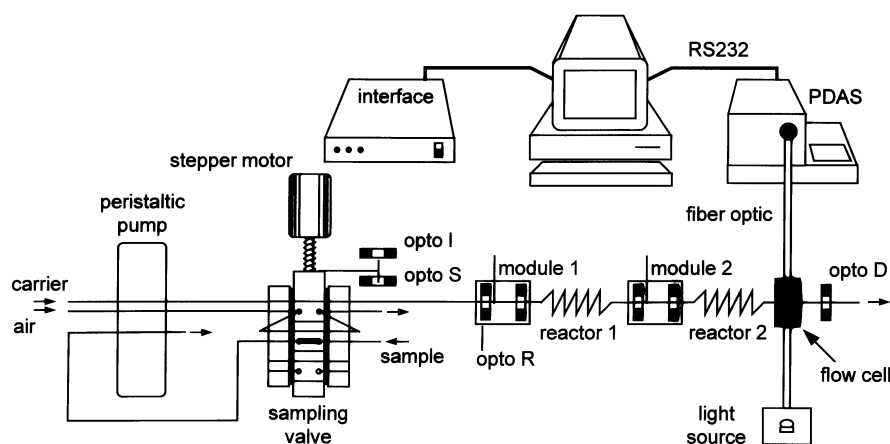 RS232
PDAS
interface
stepper motor
peristaltic
pump
fiber optic
opto I
opto S
module 1
module 2
opto D
carrier
air
reactor 1
reactor 2
sample
opto R
flow cell
sampling
valve
light
source